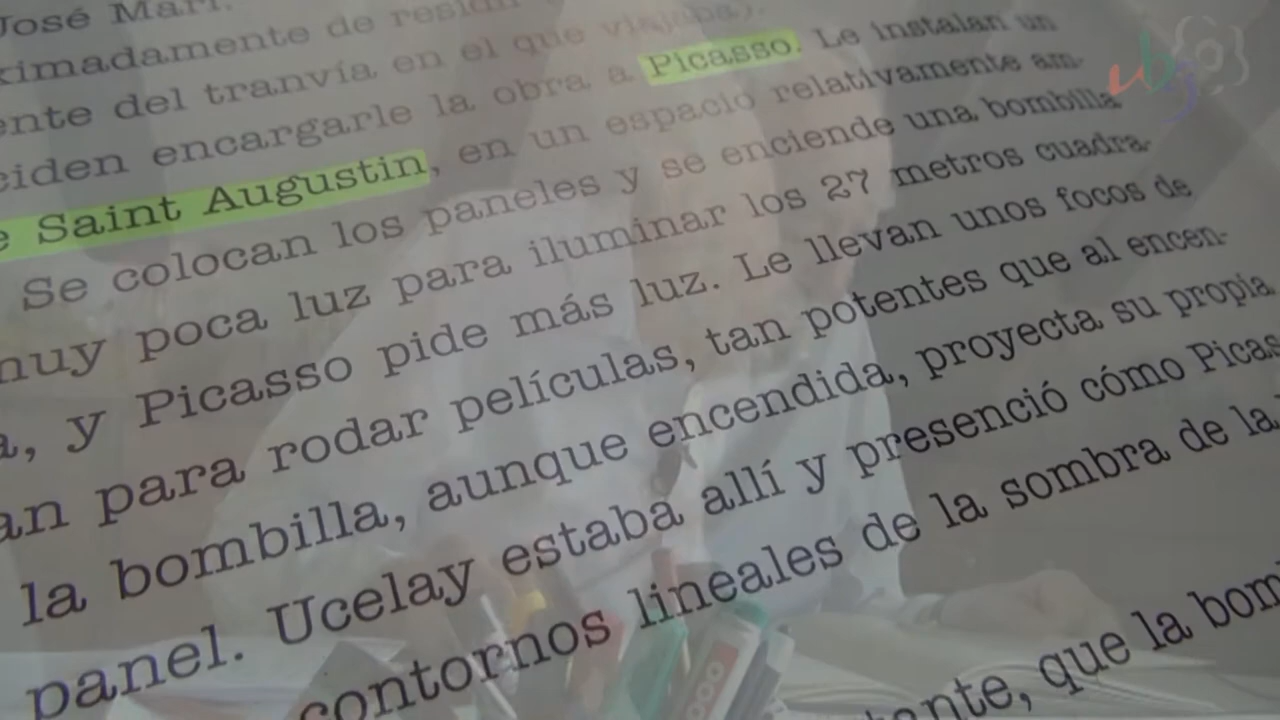 José Mari.
ximadamente de resid
ente del tranvía en el que viajaba).
ciden encargarle la obra a Picasso. Le instalan un
e Saint Augustin, en un espacio relativamente am-
Se colocan los paneles y se enciende una bombilla
muy poca luz para iluminar los 27 metros cuadra-
a, y Picasso pide más luz. Le llevan unos focos de
an para rodar películas, tan potentes que al encen-
la bombilla, aunque encendida, proyecta su propia
panel. Ucelay estaba allí y presenció cómo Picas
contornos lineales de la sombra de la
tante, que la bom